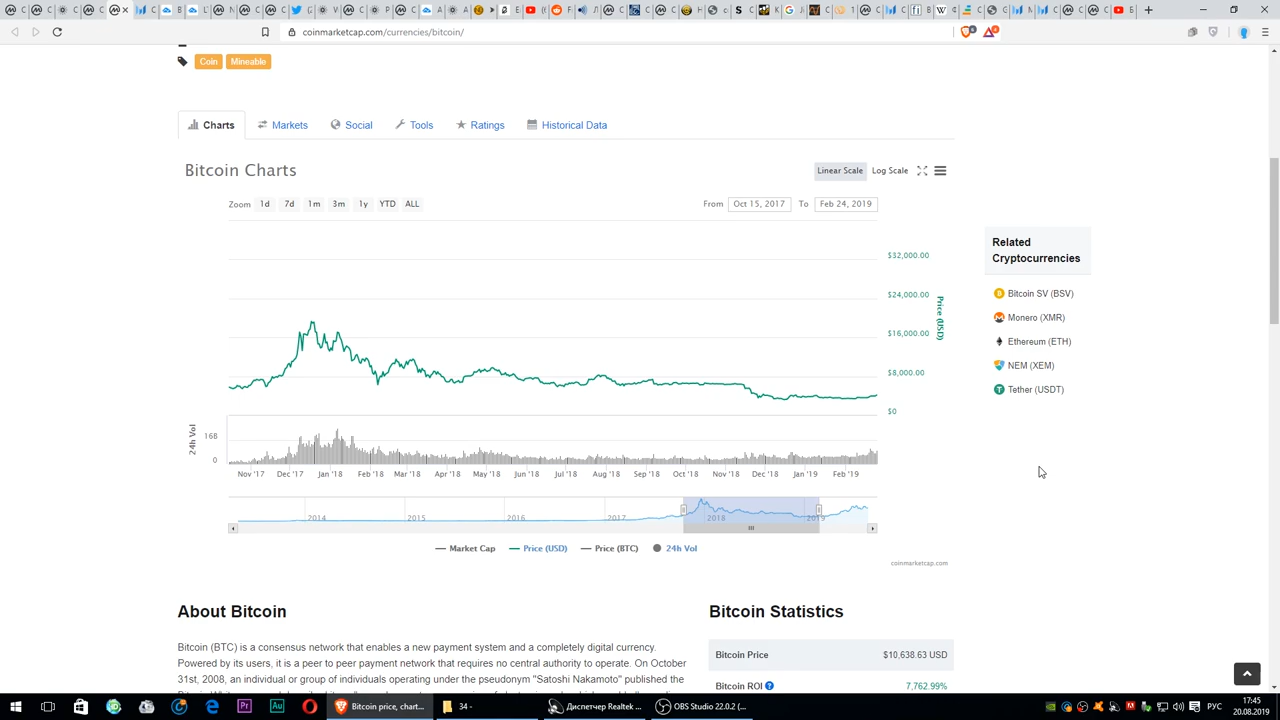 coinmarketcap.com/currencies/bitcoin/
Coin Mineable
Charts Markets Social Tools Ratings Historical Data
Bitcoin Charts
Linear Scale Log Scale
Zoom 1d 7d 1m 3m 1y YTD ALL From Oct 15, 2017 To Feb 24, 2019
$32,000.00
$24,000.00
$16,000.00
$8,000.00
$0
Price (USD)
24h Vol
16B
0
Nov '17 Dec '17 Jan '18 Feb '18 Mar '18 Apr '18 May '18 Jun '18 Jul '18 Aug '18 Sep '18 Oct '18 Nov '18 Dec '18 Jan '19 Feb '19
2014 2015 2016 2017 2018 2019
Market Cap Price (USD) Price (BTC) 24h Vol
coinmarketcap.com
Related
Cryptocurrencies
Bitcoin SV (BSV)
Monero (XMR)
Ethereum (ETH)
NEM (XEM)
Tether (USDT)
About Bitcoin
Bitcoin (BTC) is a consensus network that enables a new payment system and a completely digital currency.
Powered by its users, it is a peer to peer payment network that requires no central authority to operate. On October
31st, 2008, an individual or group of individuals operating under the pseudonym "Satoshi Nakamoto" published the
Bitcoin Statistics
Bitcoin Price $10,638.63 USD
Bitcoin ROI 7,762.99%
Bitcoin price, chart...
34 -
Диспетчер Realtek ...
OBS Studio 22.0.2 (...
РУС
17:45
20.08.2019